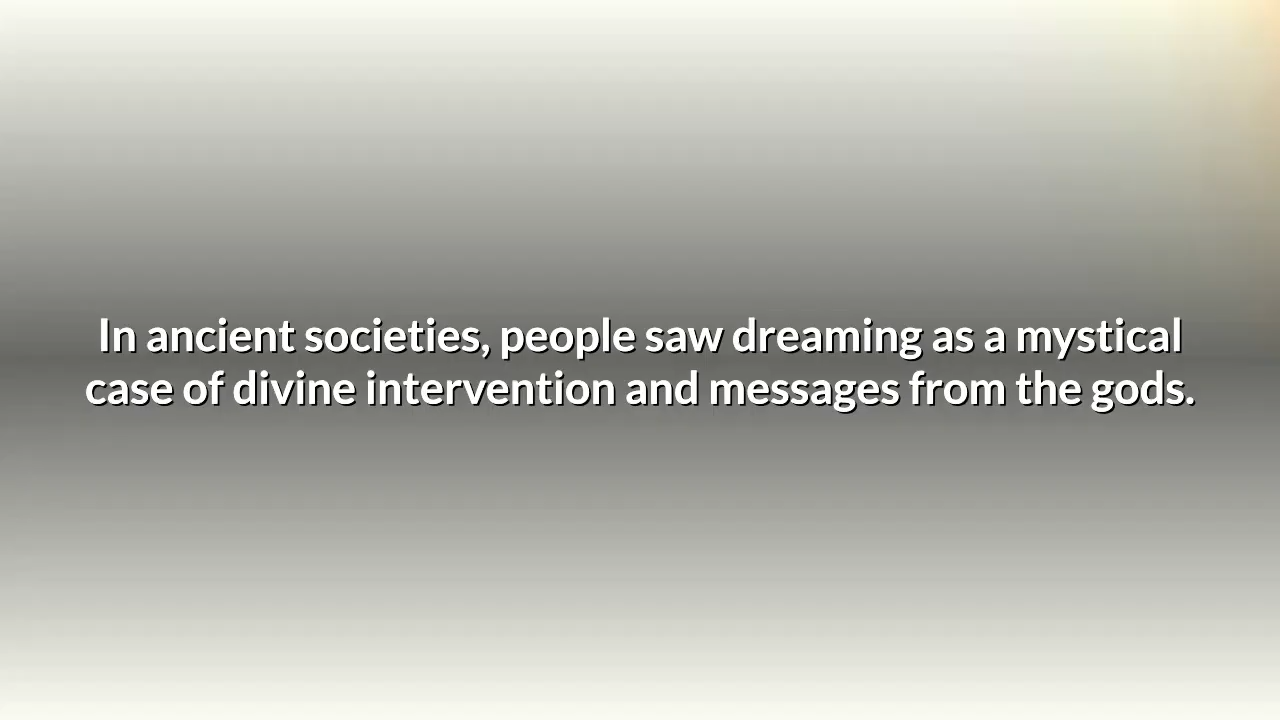 In ancient societies, people saw dreaming as a mystical
case of divine intervention and messages from the gods.